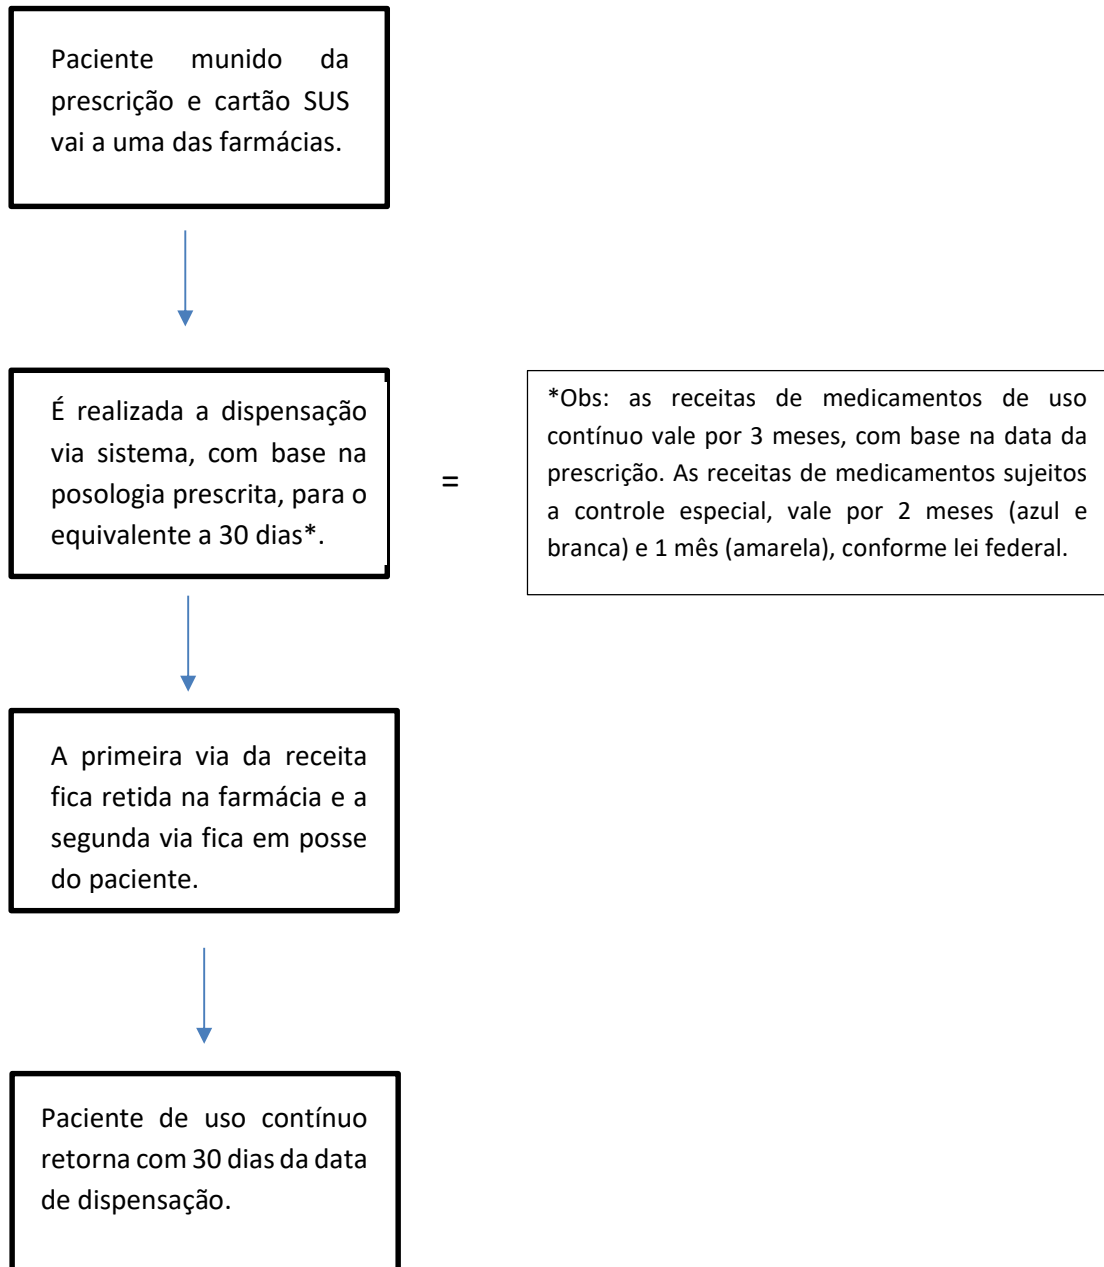 Paciente munido da
prescrição e cartão SUS
vai a uma das farmácias.
É realizada a dispensação
via sistema, com base na
posologia prescrita, para o
equivalente a 30 dias*.
=
*Obs: as receitas de medicamentos de uso
contínuo vale por 3 meses, com base na data da
prescrição. As receitas de medicamentos sujeitos
a controle especial, vale por 2 meses (azul e
branca) e 1 mês (amarela), conforme lei federal.
A primeira via da receita
fica retida na farmácia e a
segunda via fica em posse
do paciente.
Paciente de uso contínuo
retorna com 30 dias da data
de dispensação.